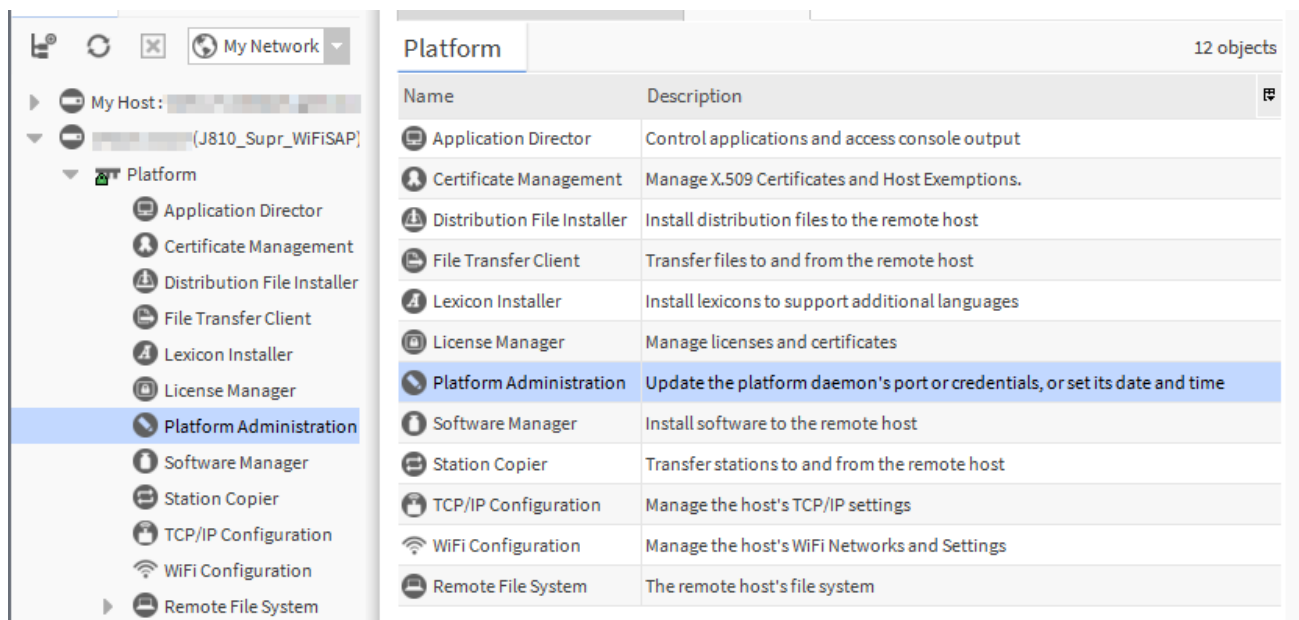 My Network
My Host :
(J810_Supr_WiFiSAP)
Platform
Application Director
Certificate Management
Distribution File Installer
File Transfer Client
Lexicon Installer
License Manager
Platform Administration
Software Manager
Station Copier
TCP/IP Configuration
WiFi Configuration
Remote File System
Platform 12 objects
Name Description
Application Director Control applications and access console output
Certificate Management Manage X.509 Certificates and Host Exemptions.
Distribution File Installer Install distribution files to the remote host
File Transfer Client Transfer files to and from the remote host
Lexicon Installer Install lexicons to support additional languages
License Manager Manage licenses and certificates
Platform Administration Update the platform daemon's port or credentials, or set its date and time
Software Manager Install software to the remote host
Station Copier Transfer stations to and from the remote host
TCP/IP Configuration Manage the host's TCP/IP settings
WiFi Configuration Manage the host's WiFi Networks and Settings
Remote File System The remote host's file system